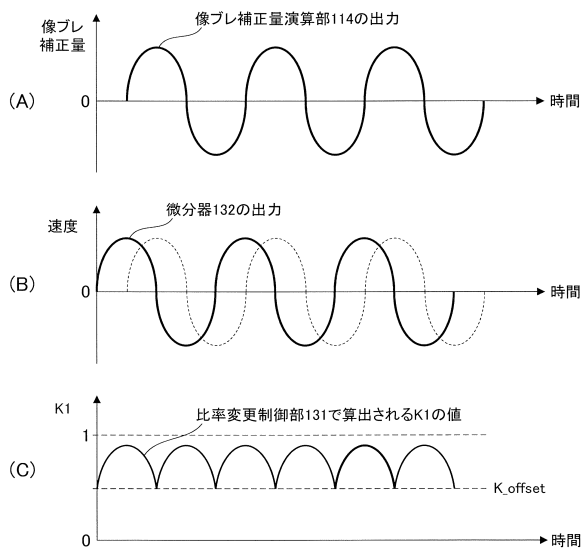 像ブレ
補正量
像ブレ補正量演算部114の出力
(A)
0
時間
速度
微分器132の出力
(B)
0
時間
K1
比率変更制御部131で算出されるK1の値
1
(C)
K_offset
0
時間